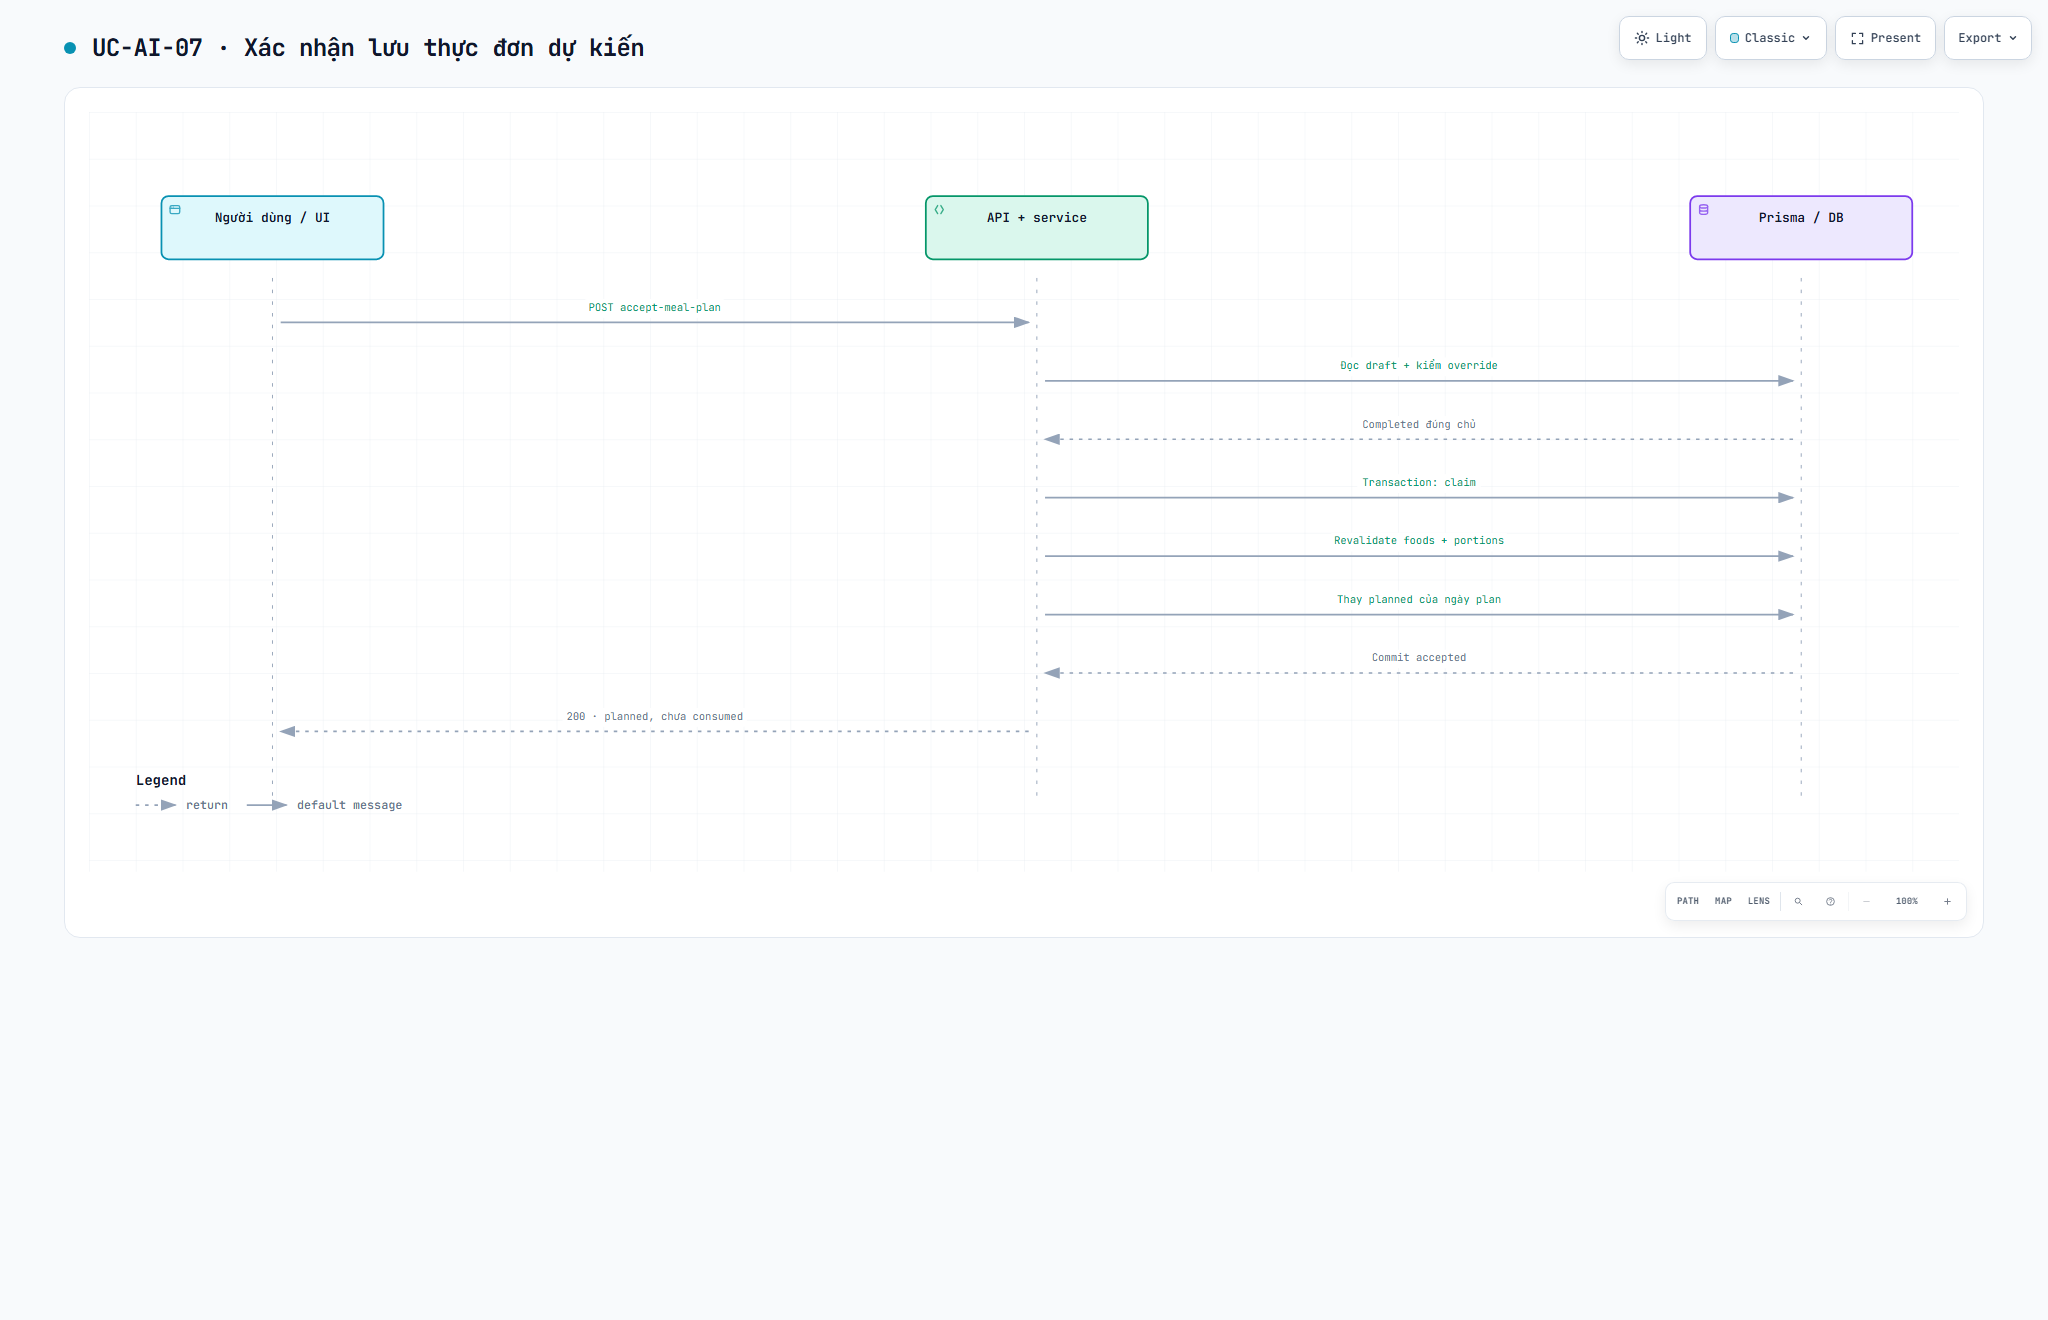 UC-AI-07 · Xác nhận lưu thực đơn dự kiến
Light
Classic
Present
Export
Người dùng / UI
API + service
Prisma / DB
POST accept-meal-plan
Đọc draft + kiểm override
Completed đúng chủ
Transaction: claim
Revalidate foods + portions
Thay planned của ngày plan
Commit accepted
200 · planned, chưa consumed
Legend
return
default message
PATH
MAP
LENS
100%